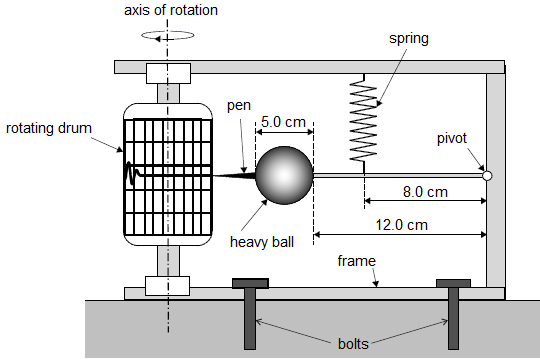 axis of rotation
spring
pen
5.0 cm
rotating drum
pivot
8.0 cm
12.0 cm
heavy ball
frame
bolts